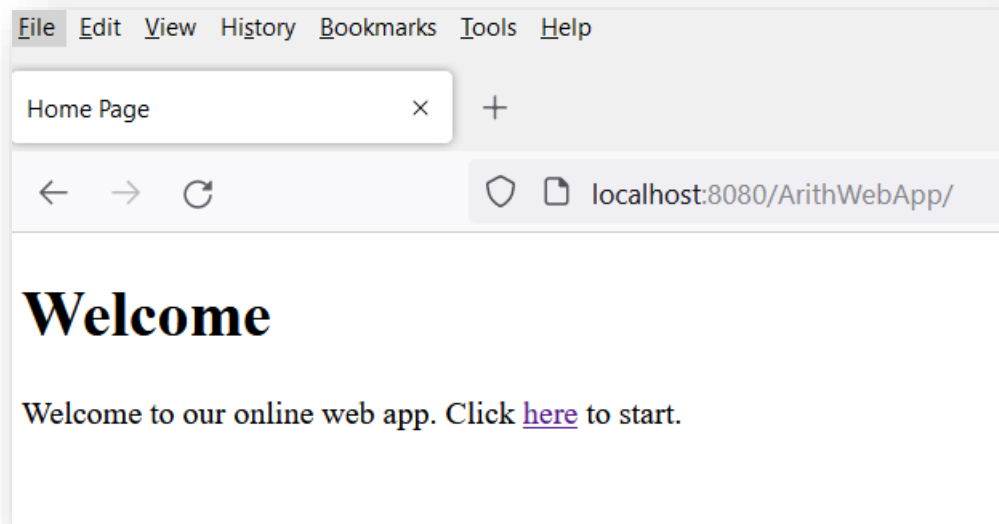 File Edit View History Bookmarks Tools Help
Home Page
localhost:8080/ArithWebApp/
Welcome
Welcome to our online web app. Click here to start.